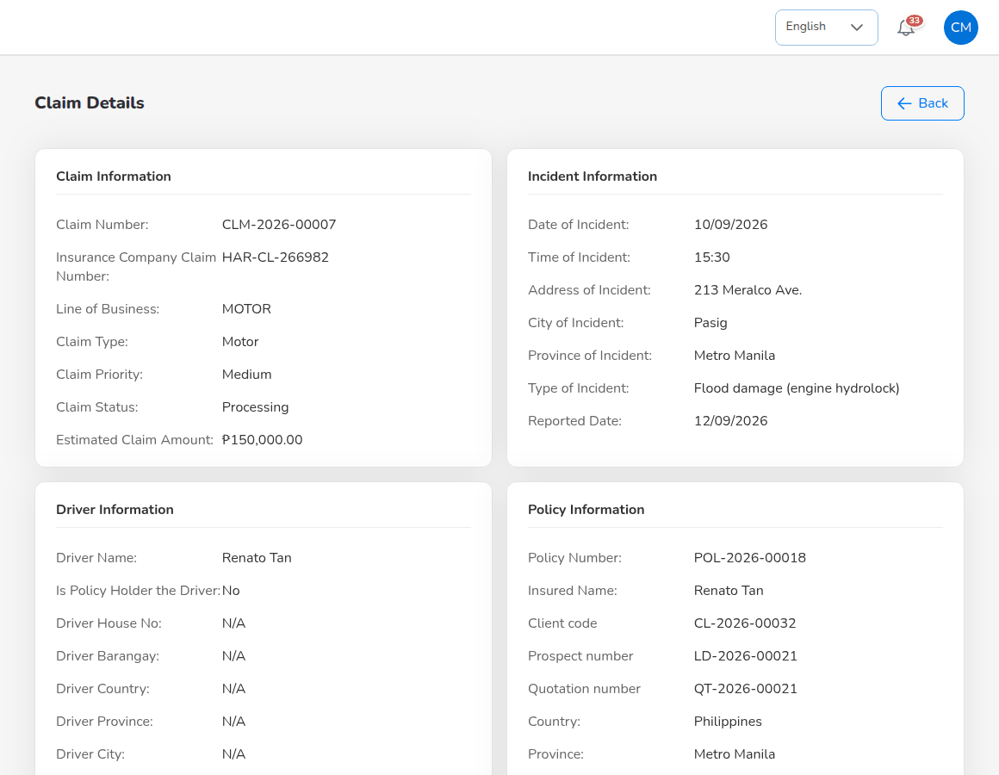 English
33
CM
Claim Details
Back
Claim Information
Claim Number: CLM-2026-00007
Insurance Company Claim Number: HAR-CL-266982
Line of Business: MOTOR
Claim Type: Motor
Claim Priority: Medium
Claim Status: Processing
Estimated Claim Amount: ₱150,000.00
Incident Information
Date of Incident: 10/09/2026
Time of Incident: 15:30
Address of Incident: 213 Meralco Ave.
City of Incident: Pasig
Province of Incident: Metro Manila
Type of Incident: Flood damage (engine hydrolock)
Reported Date: 12/09/2026
Driver Information
Driver Name: Renato Tan
Is Policy Holder the Driver: No
Driver House No: N/A
Driver Barangay: N/A
Driver Country: N/A
Driver Province: N/A
Driver City: N/A
Policy Information
Policy Number: POL-2026-00018
Insured Name: Renato Tan
Client code CL-2026-00032
Prospect number LD-2026-00021
Quotation number QT-2026-00021
Country: Philippines
Province: Metro Manila